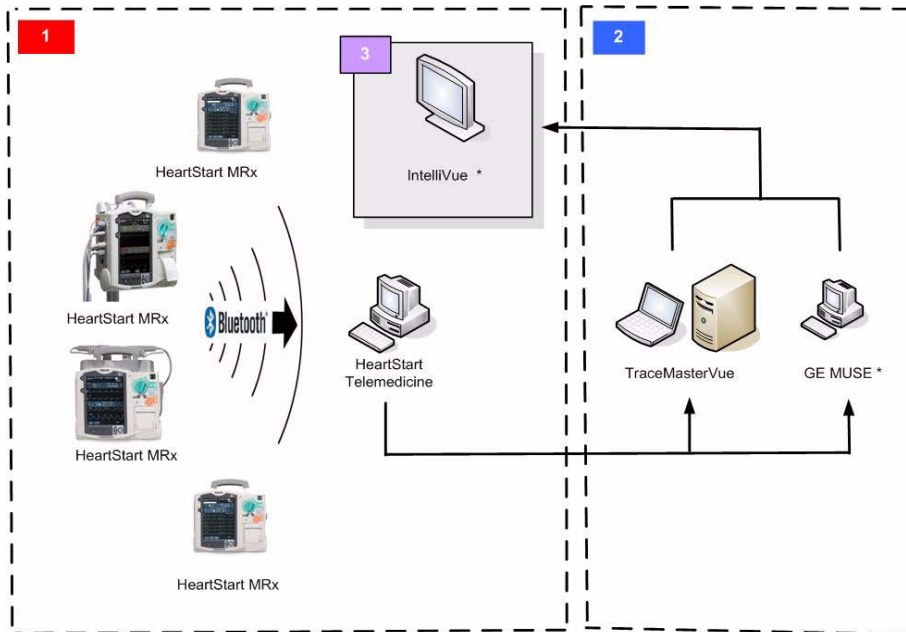 1
3
2
IntelliVue *
HeartStart MRx
HeartStart MRx
Bluetooth®
HeartStart
Telemedicine
TraceMasterVue
GE MUSE *
HeartStart MRx
HeartStart MRx